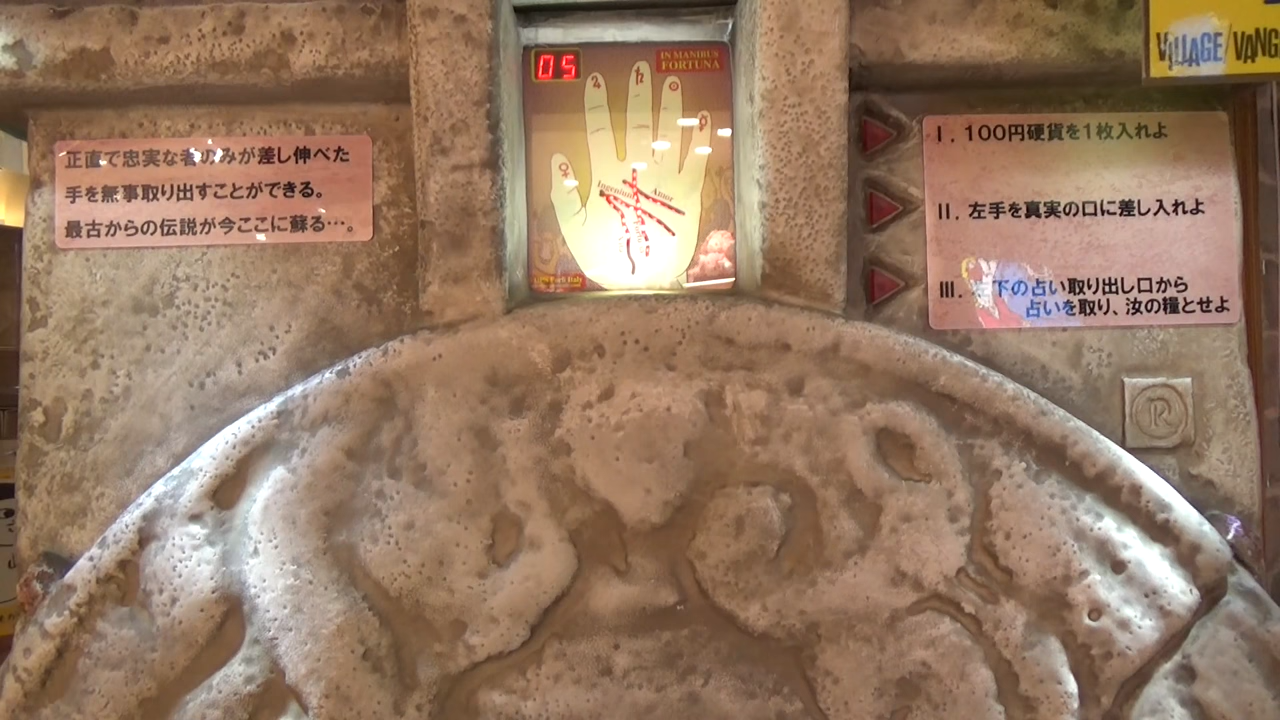 正直で忠実な者のみが差し伸べた
手を無事取り出すことができる。
最古からの伝説が今ここに蘇る…。
05
IN MANIBUS
FORTUNA
Ingenium
Amor
I. 100円硬貨を1枚入れよ
II. 左手を真実の口に差し入れよ
III. 下の占い取り出し口から
占いを取り、汝の糧とせよ
VILLAGE/VANG
R